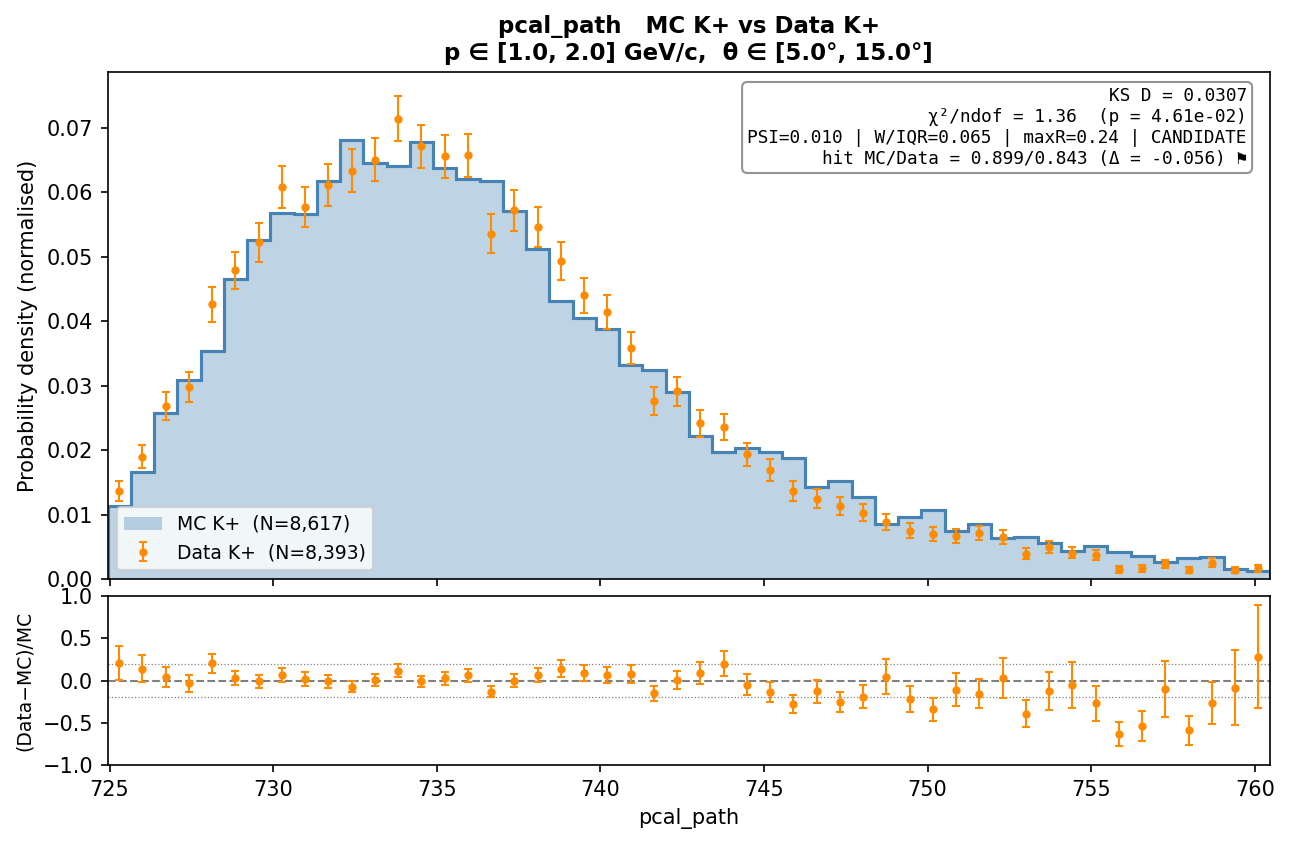 pcal_path   MC K+ vs Data K+
p ∈ [1.0, 2.0] GeV/c,  θ ∈ [5.0°, 15.0°]
KS D = 0.0307
χ²/ndof = 1.36  (p = 4.61e-02)
PSI=0.010 | W/IQR=0.065 | maxR=0.24 | CANDIDATE
hit MC/Data = 0.899/0.843 (Δ = -0.056) ⚑
Probability density (normalised)
0.07
0.06
0.05
0.04
0.03
0.02
0.01
0.00
MC K+  (N=8,617)
Data K+  (N=8,393)
(Data−MC)/MC
1.0
0.5
0.0
−0.5
−1.0
725 730 735 740 745 750 755 760
pcal_path